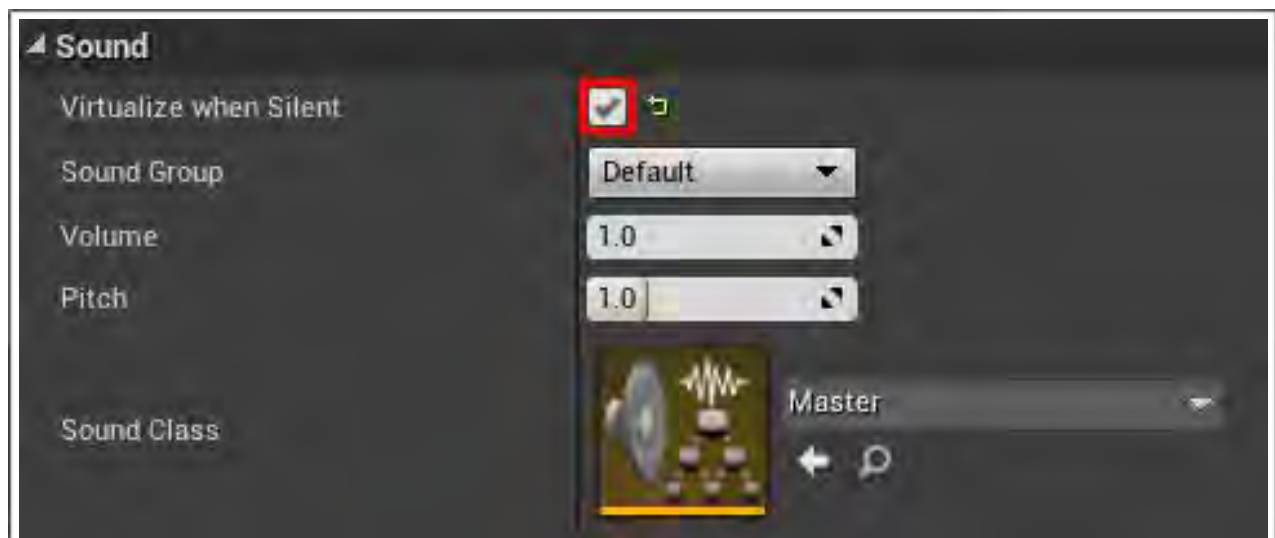 Sound
Virtualize when Silent
Sound Group Default
Volume 1.0
Pitch 1.0
Sound Class Master